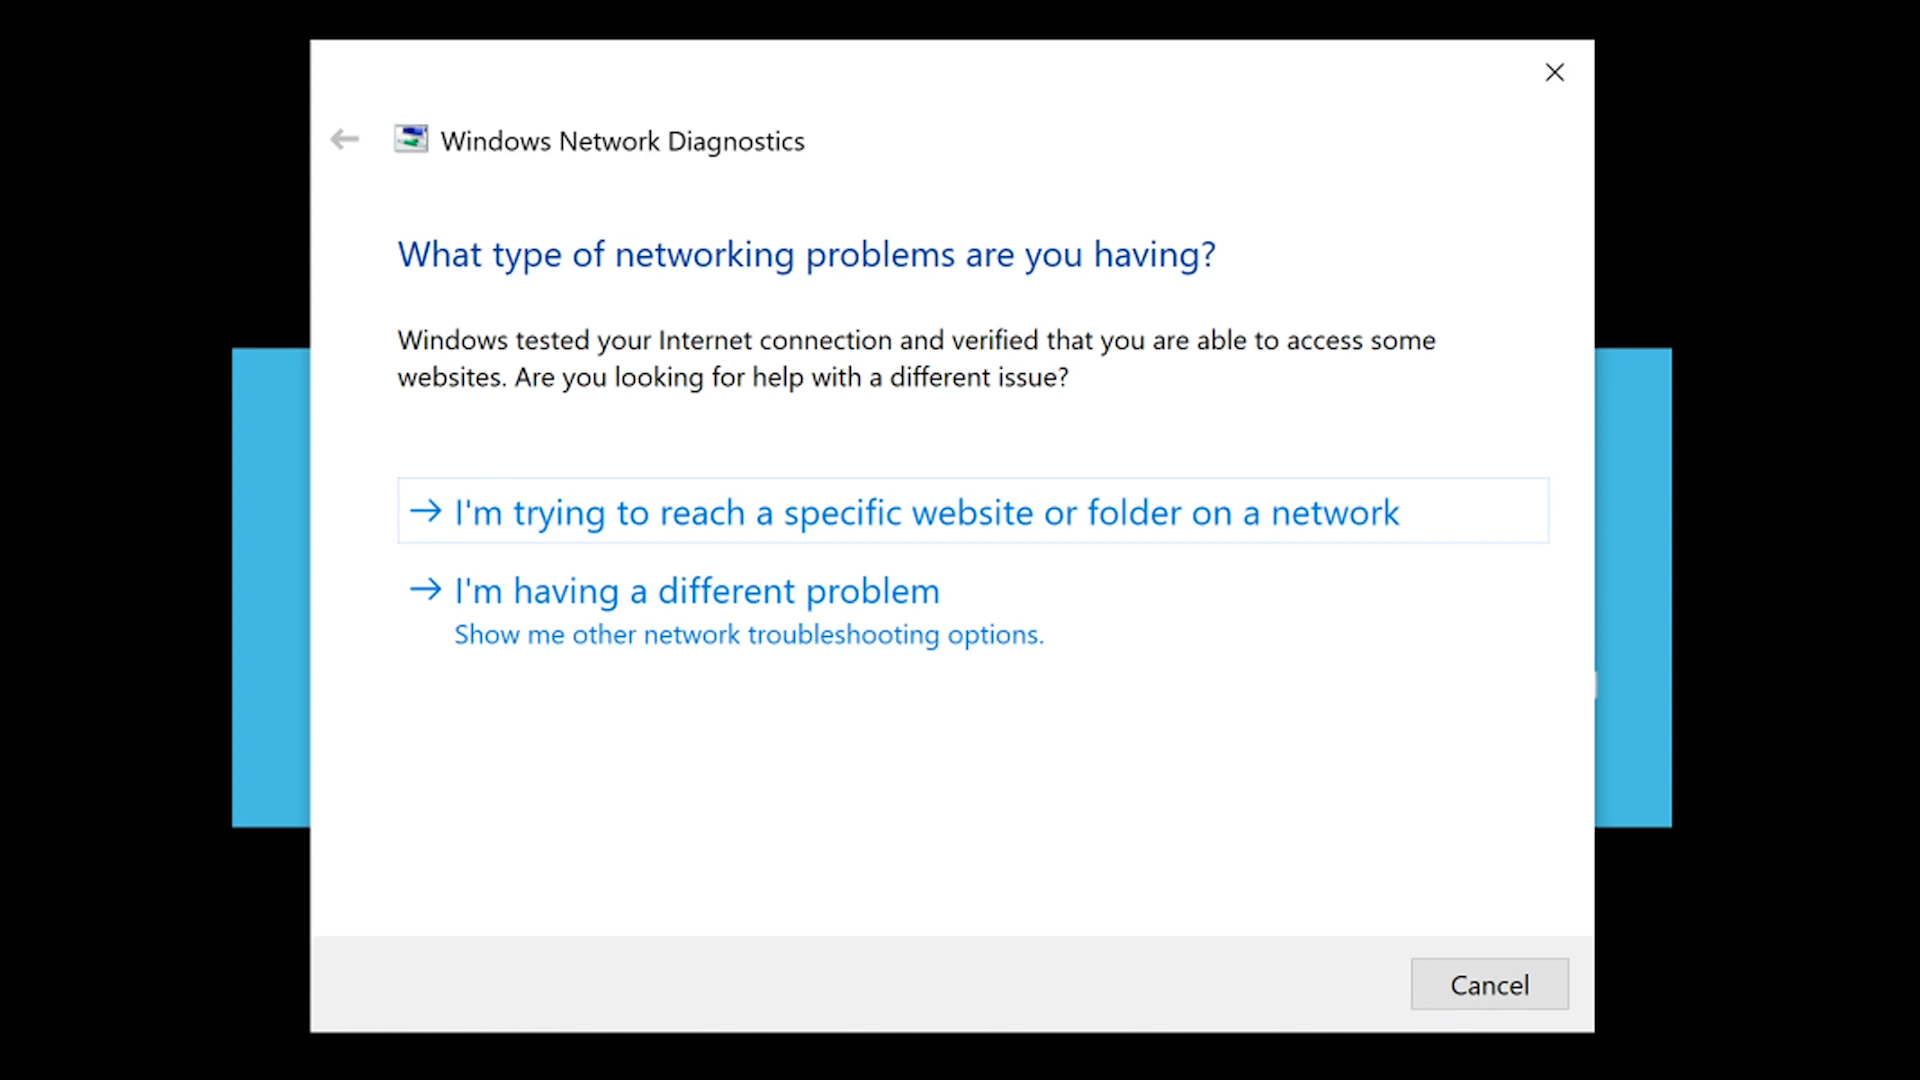 Windows Network Diagnostics
What type of networking problems are you having?
Windows tested your Internet connection and verified that you are able to access some
websites. Are you looking for help with a different issue?
I'm trying to reach a specific website or folder on a network
I'm having a different problem
Show me other network troubleshooting options.
Cancel